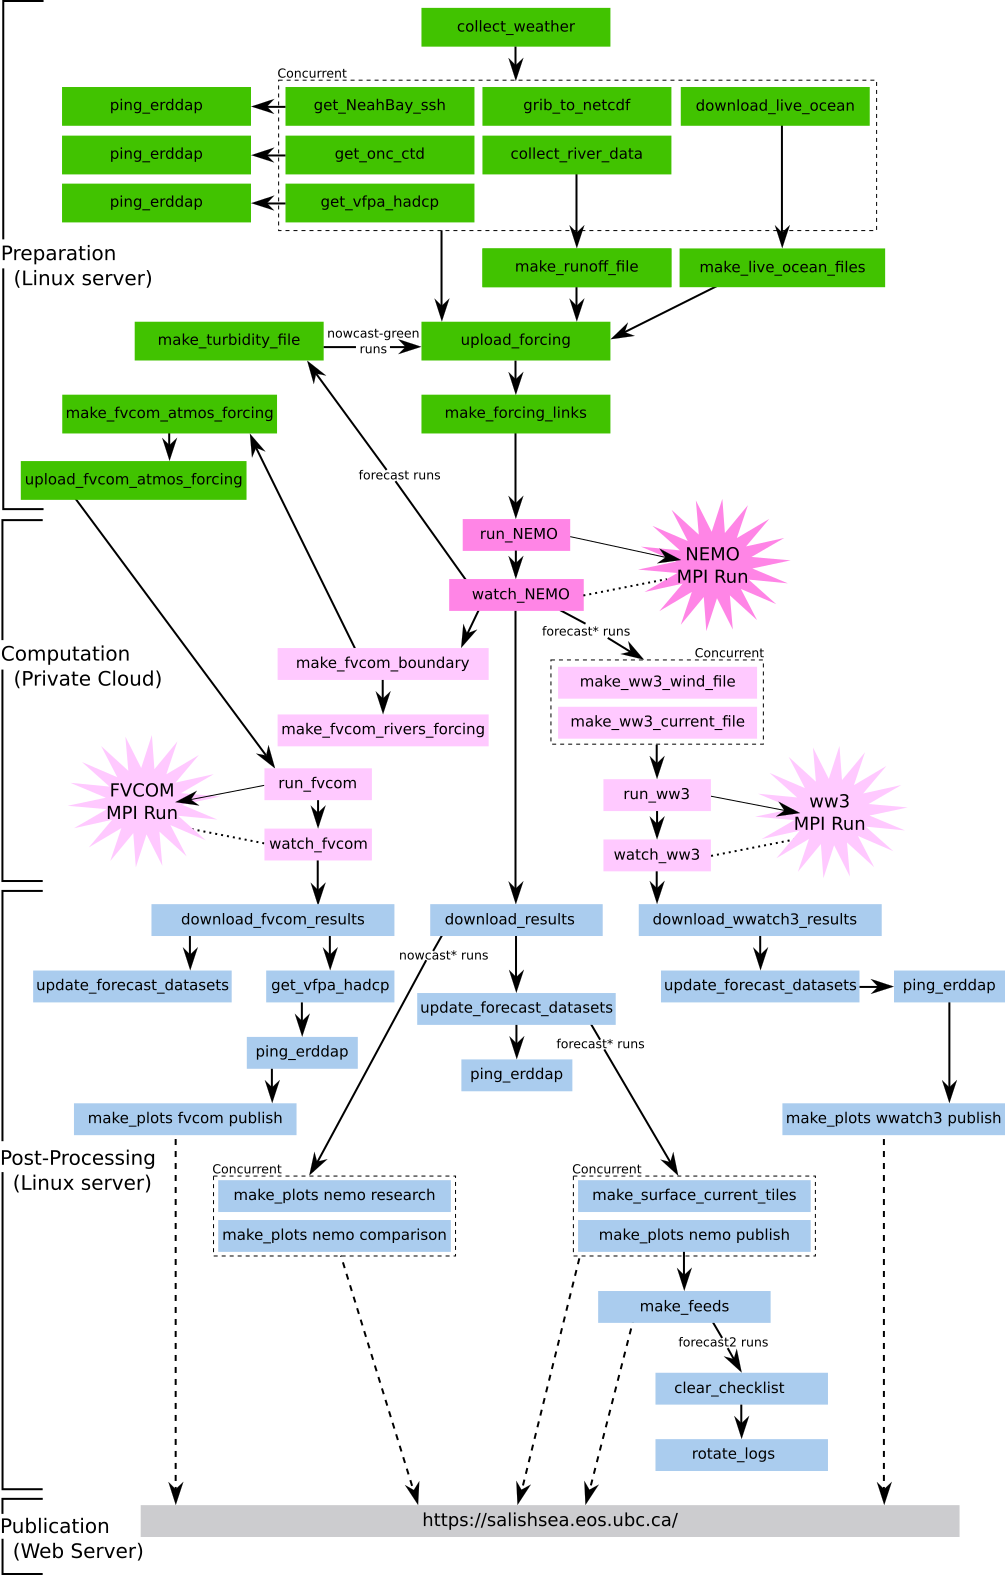 collect_weather
Concurrent
ping_erddap
get_NeahBay_ssh
grib_to_netcdf
download_live_ocean
ping_erddap
get_onc_ctd
collect_river_data
ping_erddap
get_vfpa_hadcp
Preparation
(Linux server)
make_runoff_file
make_live_ocean_files
make_turbidity_file
nowcast-green
runs
upload_forcing
make_fvcom_atmos_forcing
make_forcing_links
upload_fvcom_atmos_forcing
forecast runs
run_NEMO
NEMO
MPI Run
watch_NEMO
forecast* runs
Computation
(Private Cloud)
Concurrent
make_fvcom_boundary
make_ww3_wind_file
make_fvcom_rivers_forcing
make_ww3_current_file
FVCOM
MPI Run
run_fvcom
run_ww3
ww3
MPI Run
watch_fvcom
watch_ww3
download_fvcom_results
download_results
download_wwatch3_results
nowcast* runs
update_forecast_datasets
get_vfpa_hadcp
update_forecast_datasets
update_forecast_datasets
ping_erddap
forecast* runs
ping_erddap
ping_erddap
make_plots fvcom publish
make_plots wwatch3 publish
Post-Processing
(Linux server)
Concurrent
make_plots nemo research
make_plots nemo comparison
Concurrent
make_surface_current_tiles
make_plots nemo publish
make_feeds
forecast2 runs
clear_checklist
rotate_logs
Publication
(Web Server)
https://salishsea.eos.ubc.ca/